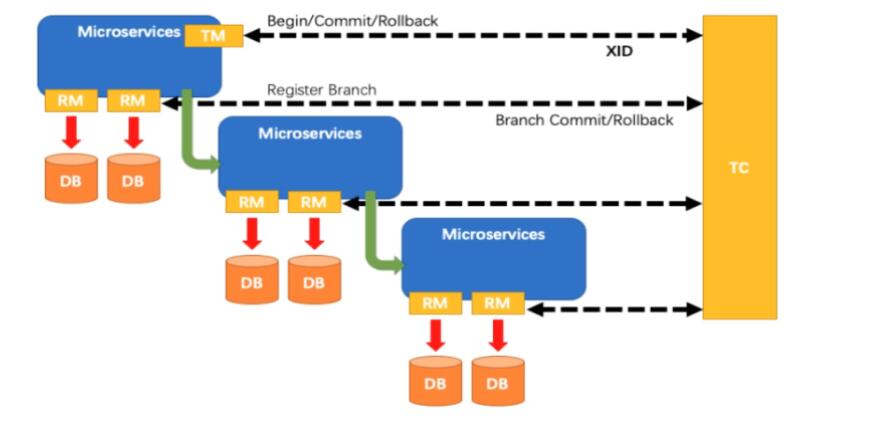 Begin/Commit/Rollback
Microservices
TM
XID
RM
RM
Register Branch
Branch Commit/Rollback
Microservices
TC
DB
DB
RM
RM
Microservices
DB
DB
RM
RM
DB
DB